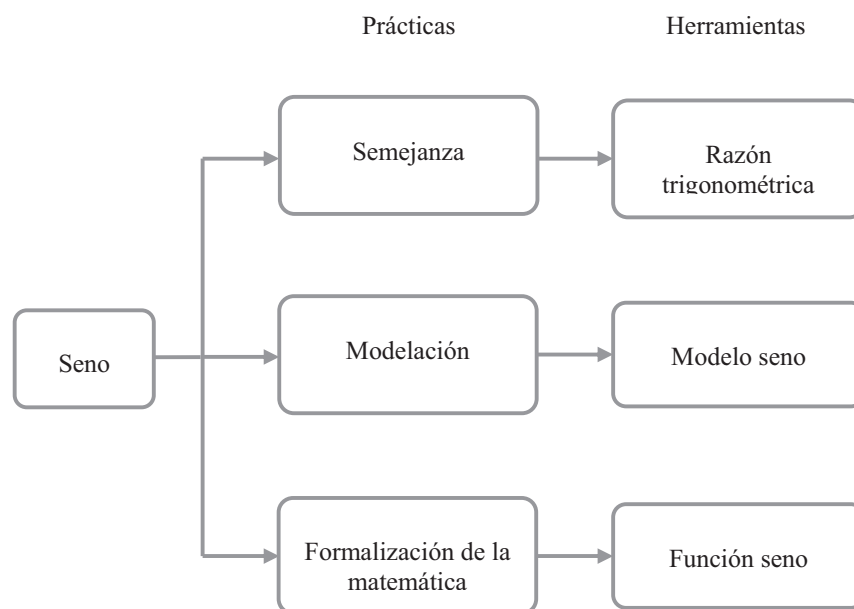 Prácticas
Herramientas
Semejanza
Razón
trigonométrica
Seno
Modelación
Modelo seno
Formalización de la
matemática
Función seno